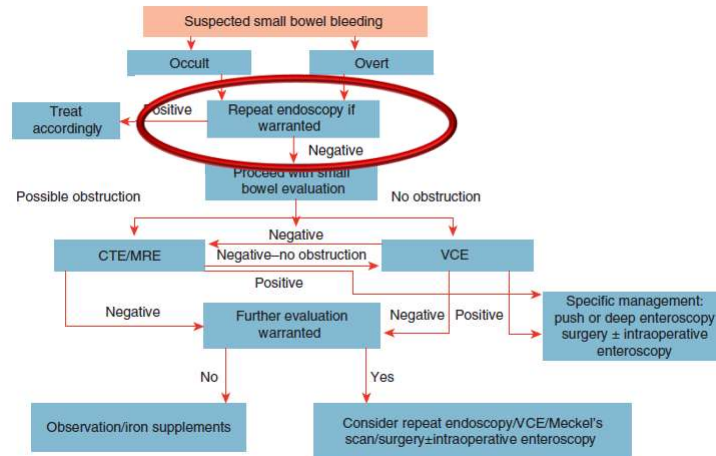 Suspected small bowel bleeding
Occult
Overt
Treat
accordingly
Positive
Repeat endoscopy if
warranted
Negative
Proceed with small
bowel evaluation
Possible obstruction
No obstruction
Negative
CTE/MRE
Negative–no obstruction
VCE
Positive
Negative
Further evaluation
warranted
Negative
Positive
Specific management:
push or deep enteroscopy
surgery ± intraoperative
enteroscopy
No
Yes
Observation/iron supplements
Consider repeat endoscopy/VCE/Meckel's
scan/surgery±intraoperative enteroscopy